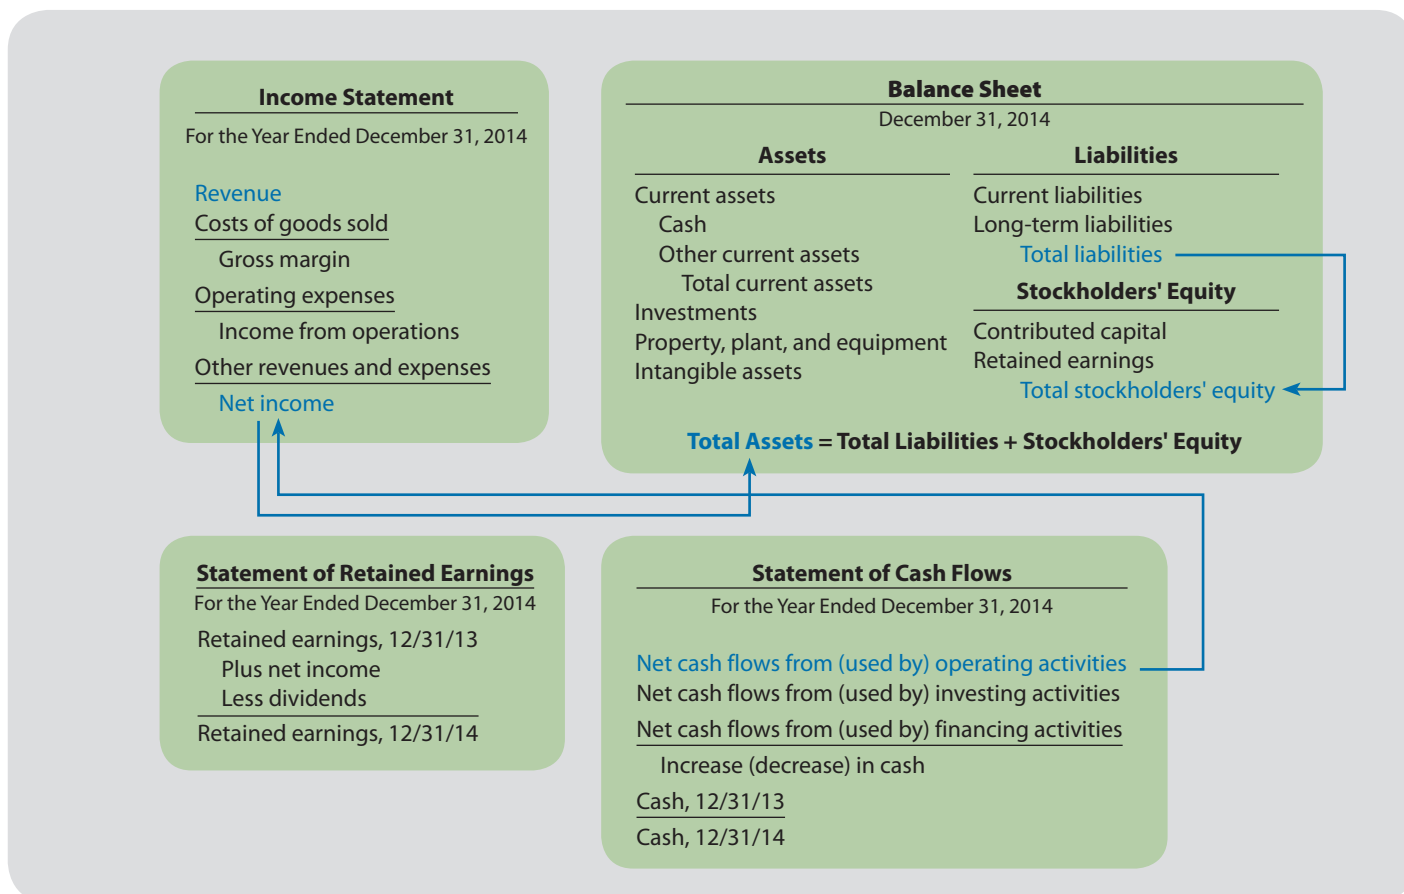 Income Statement
For the Year Ended December 31, 2014
Revenue
Costs of goods sold
Gross margin
Operating expenses
Income from operations
Other revenues and expenses
Net income
Balance Sheet
December 31, 2014
Assets
Current assets
Cash
Other current assets
Total current assets
Investments
Property, plant, and equipment
Intangible assets
Liabilities
Current liabilities
Long-term liabilities
Total liabilities
Stockholders' Equity
Contributed capital
Retained earnings
Total stockholders' equity
Total Assets = Total Liabilities + Stockholders' Equity
Statement of Retained Earnings
For the Year Ended December 31, 2014
Retained earnings, 12/31/13
Plus net income
Less dividends
Retained earnings, 12/31/14
Statement of Cash Flows
For the Year Ended December 31, 2014
Net cash flows from (used by) operating activities
Net cash flows from (used by) investing activities
Net cash flows from (used by) financing activities
Increase (decrease) in cash
Cash, 12/31/13
Cash, 12/31/14